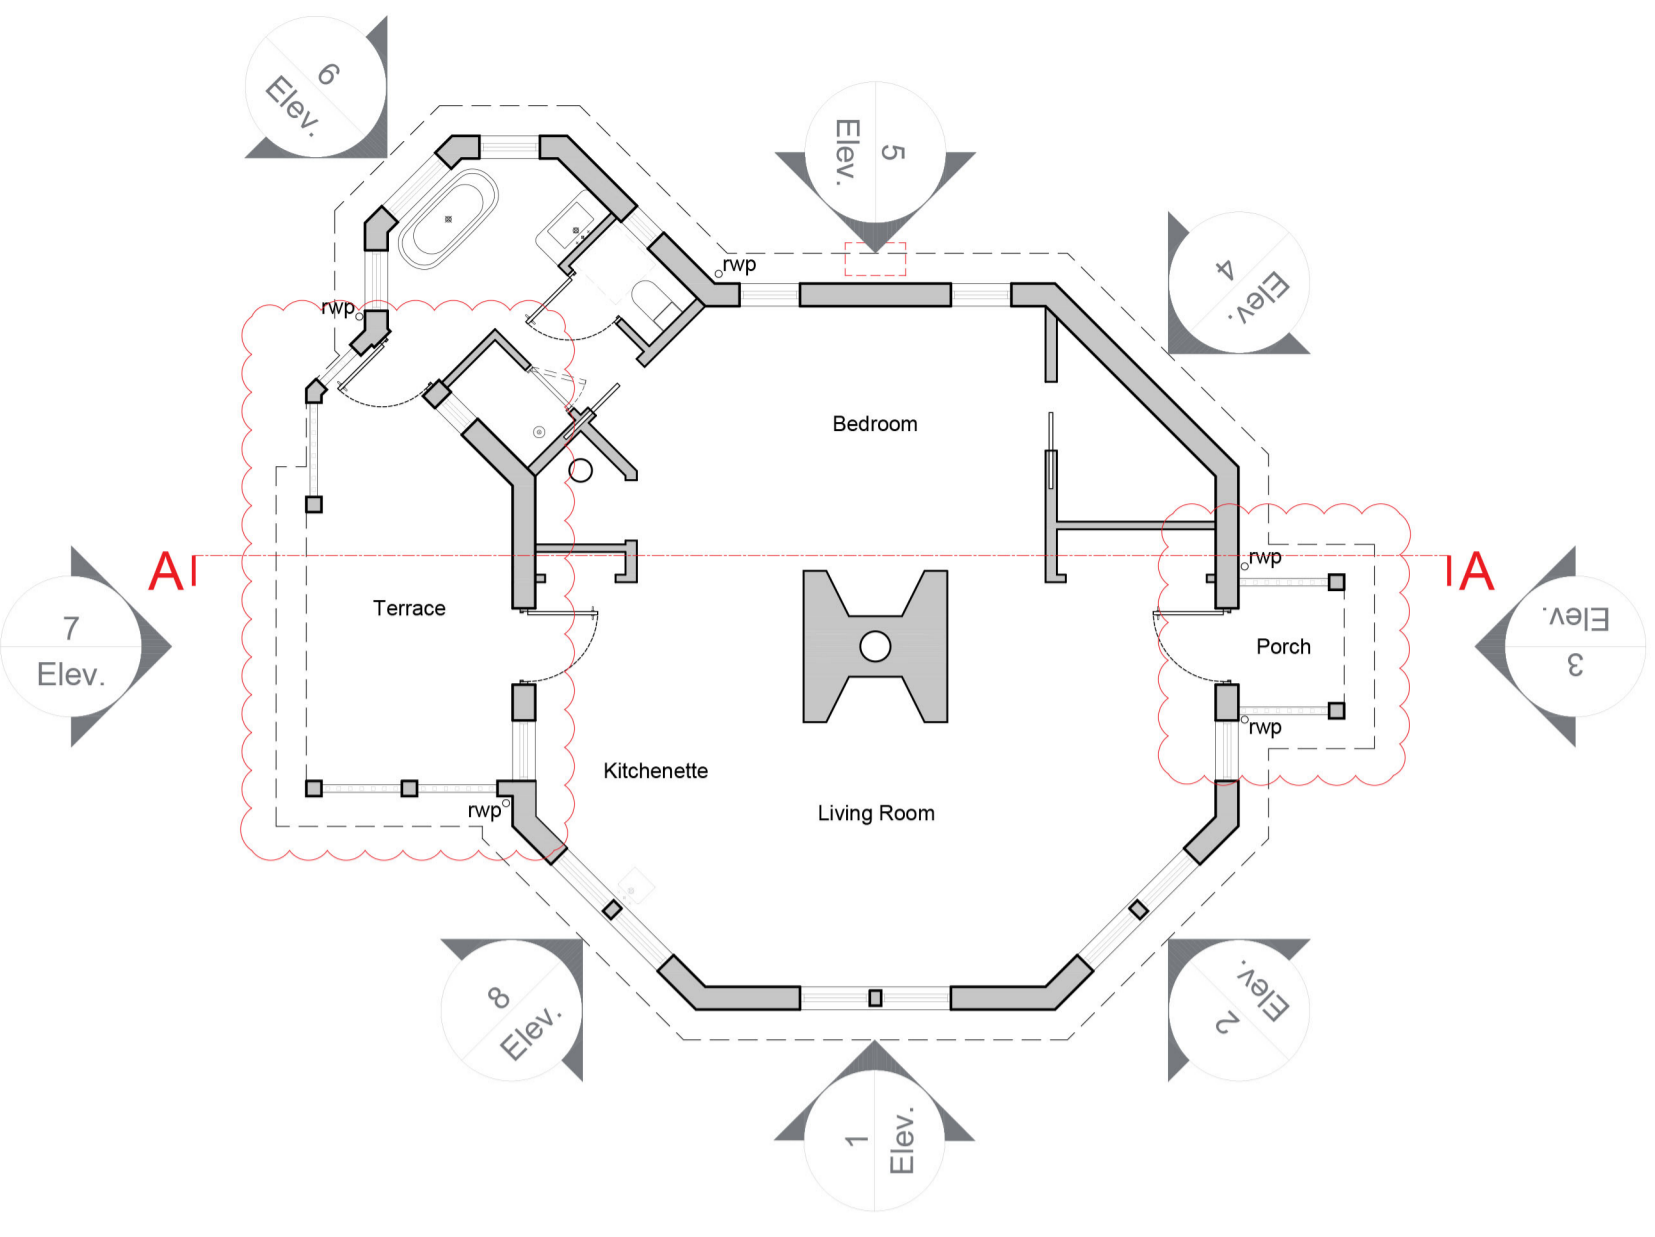 6
Elev.
5
Elev.
4
Elev.
rwp
rwp
Bedroom
A
A
rwp
Terrace
7
Elev.
Porch
Elev.
3
rwp
Kitchenette
Living Room
rwp
8
Elev.
Elev.
2
1
Elev.